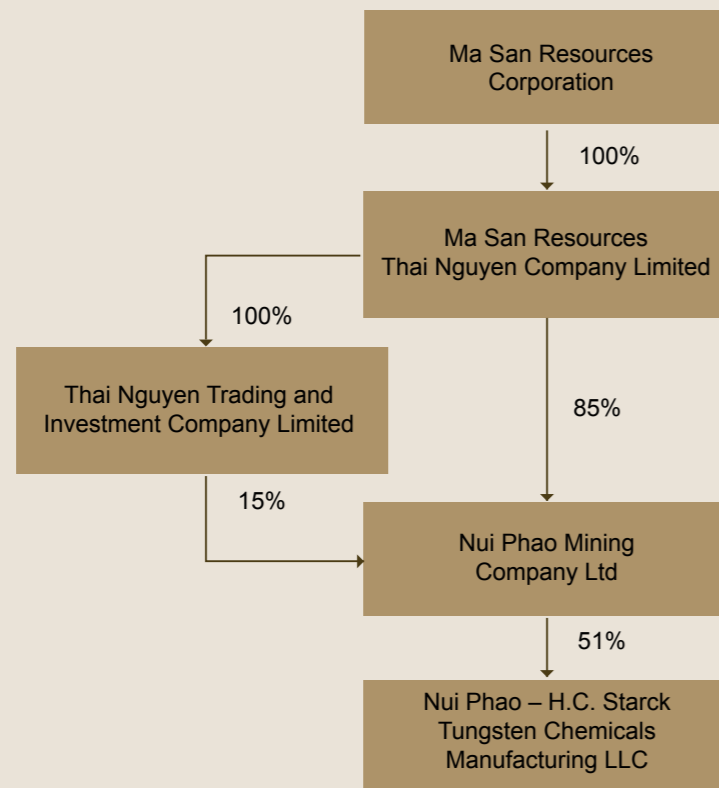 Ma San Resources
Corporation
100%
Ma San Resources
Thai Nguyen Company Limited
100%
Thai Nguyen Trading and
Investment Company Limited
85%
15%
Nui Phao Mining
Company Ltd
51%
Nui Phao – H.C. Starck
Tungsten Chemicals
Manufacturing LLC